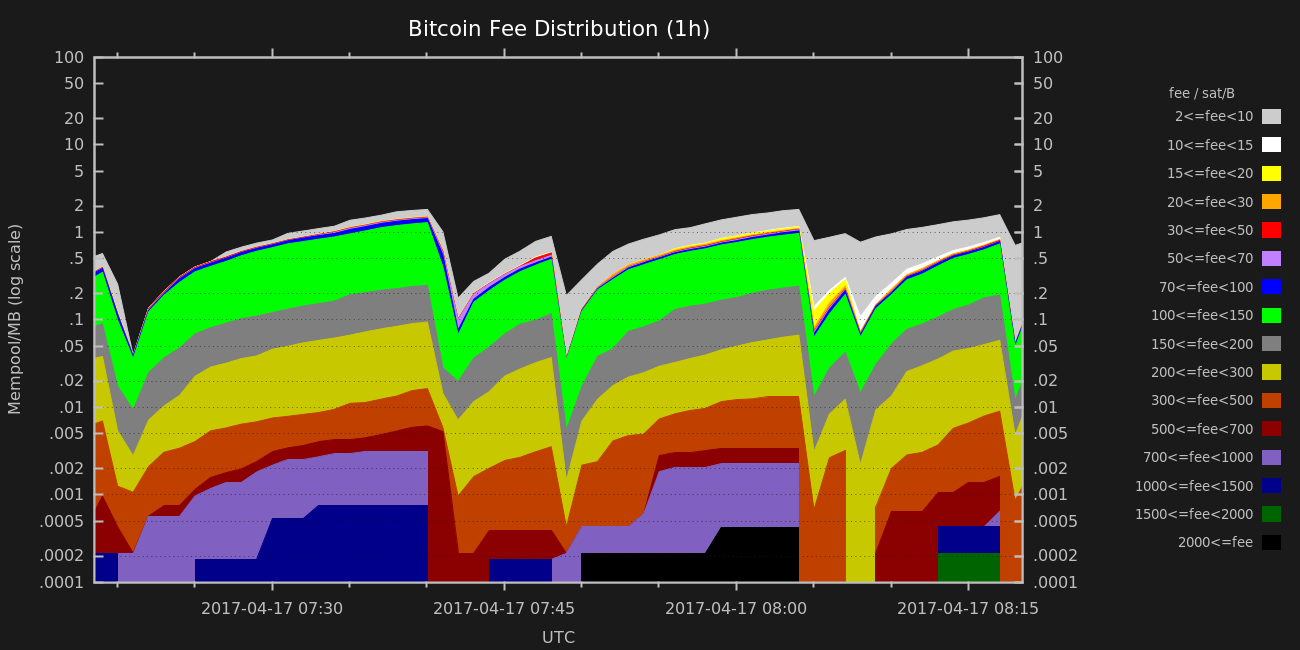 Bitcoin Fee Distribution (1h)
Mempool/MB (log scale)
100
50
20
10
5
2
1
.5
.2
.1
.05
.02
.01
.005
.002
.001
.0005
.0002
.0001
100
50
20
10
5
2
1
.5
.2
.1
.05
.02
.01
.005
.002
.001
.0005
.0002
.0001
2017-04-17 07:30
2017-04-17 07:45
2017-04-17 08:00
2017-04-17 08:15
UTC
fee / sat/B
2<=fee<10
10<=fee<15
15<=fee<20
20<=fee<30
30<=fee<50
50<=fee<70
70<=fee<100
100<=fee<150
150<=fee<200
200<=fee<300
300<=fee<500
500<=fee<700
700<=fee<1000
1000<=fee<1500
1500<=fee<2000
2000<=fee